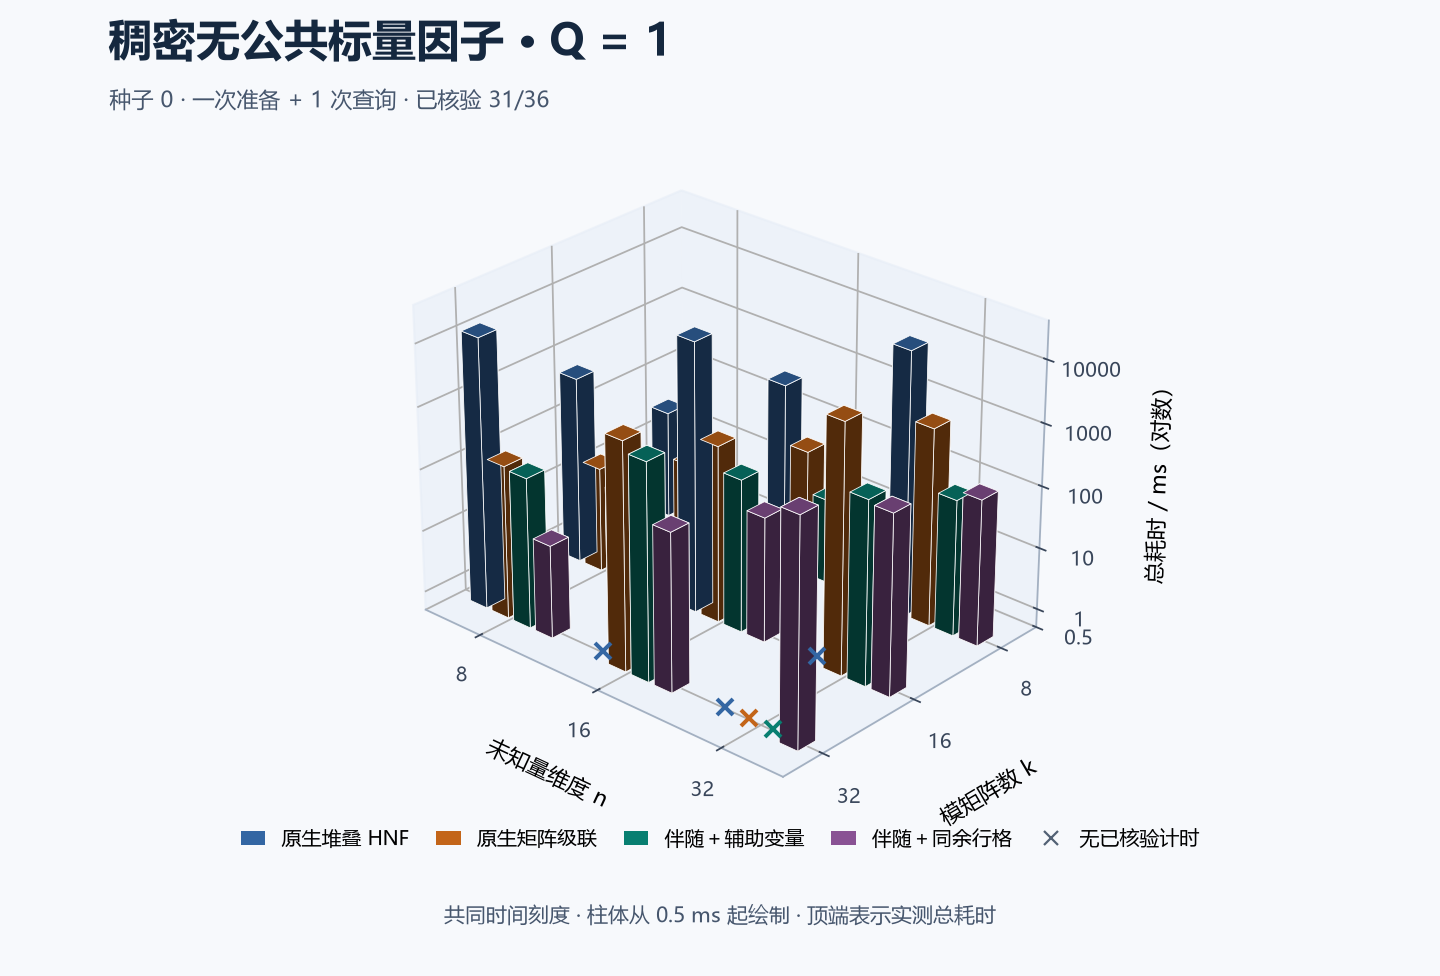 稠密无公共标量因子 • Q = 1
种子 0 · 一次准备 + 1 次查询 · 已核验 31/36
10000
1000
100
10
1
0.5
总耗时 / ms（对数）
8
16
32
未知量维度 n
8
16
32
模矩阵数 k
原生堆叠 HNF
原生矩阵级联
伴随 + 辅助变量
伴随 + 同余行格
无已核验计时
共同时间刻度 · 柱体从 0.5 ms 起绘制 · 顶端表示实测总耗时